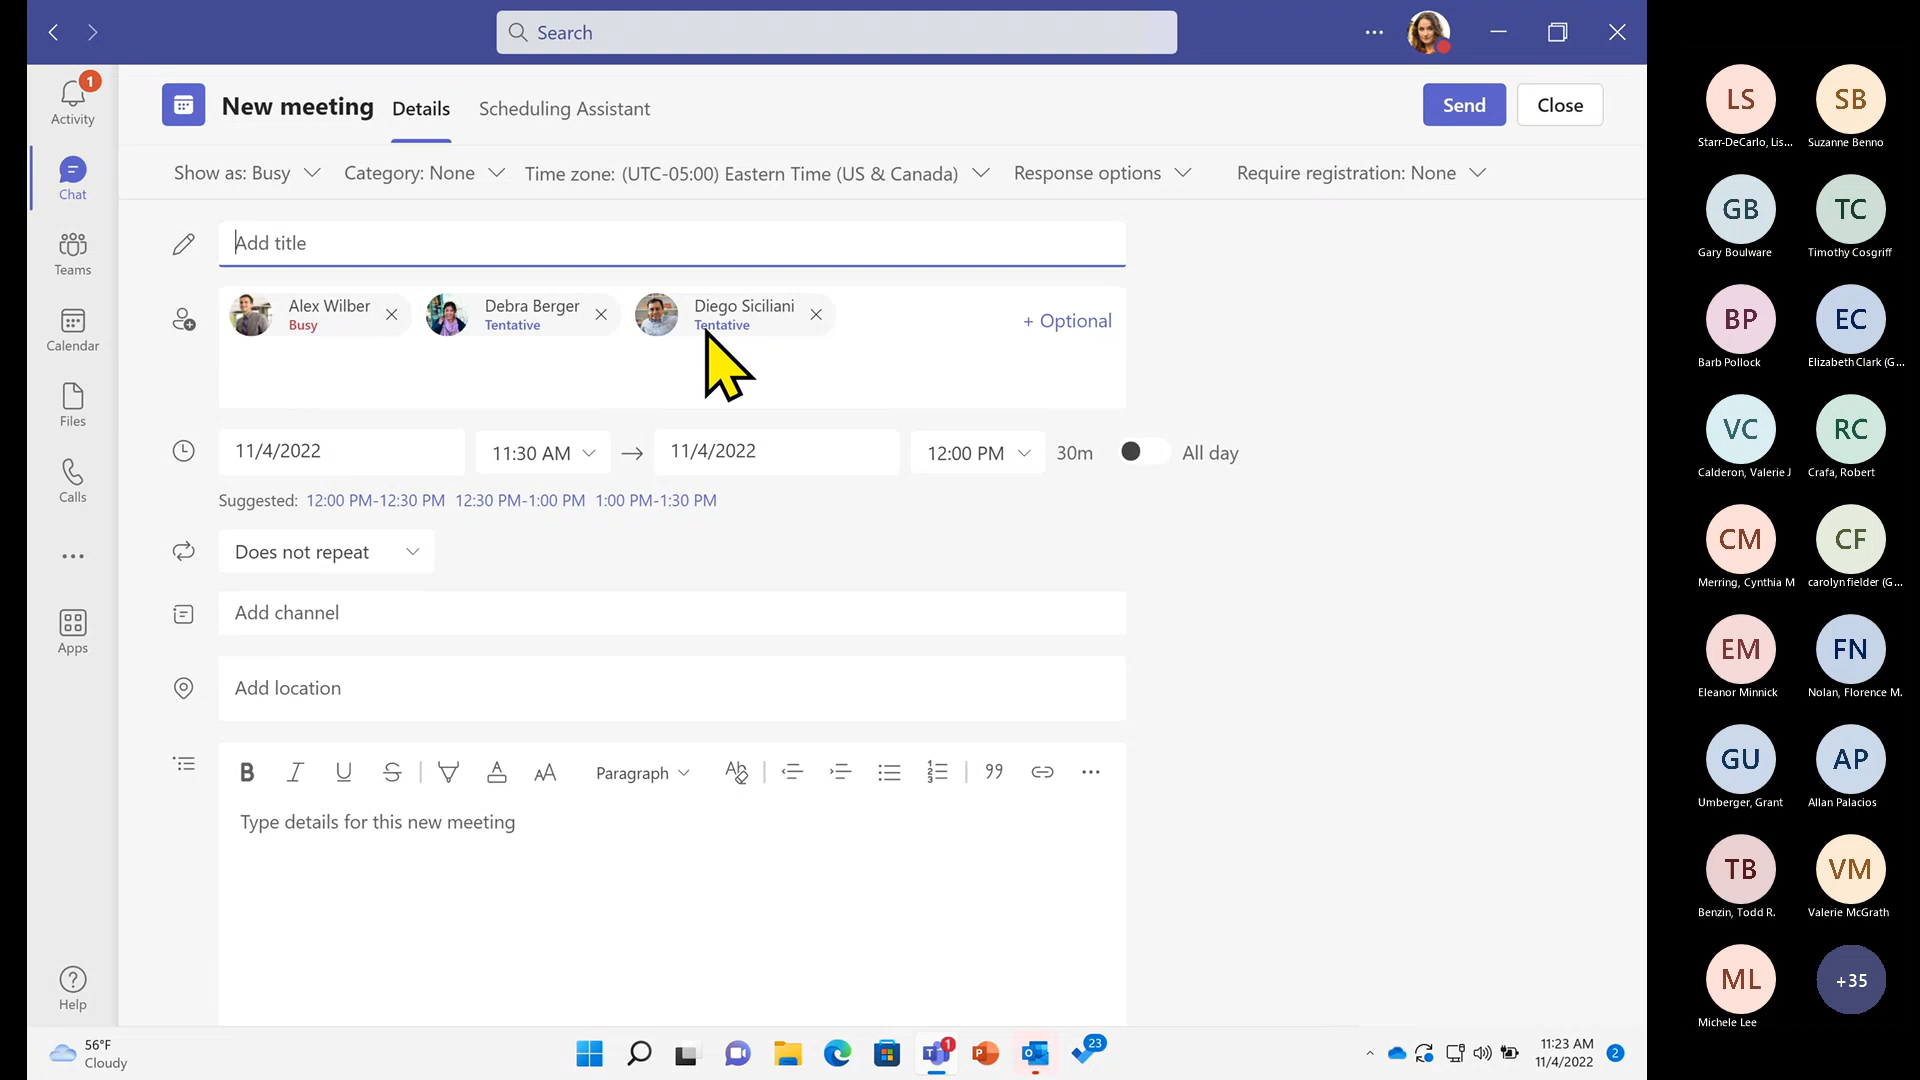 Search
1
Activity
Chat
Teams
Calendar
Files
Calls
Apps
Help
New meeting
Details
Scheduling Assistant
Send
Close
Show as: Busy
Category: None
Time zone: (UTC-05:00) Eastern Time (US & Canada)
Response options
Require registration: None
Add title
Alex Wilber
Busy
Debra Berger
Tentative
Diego Siciliani
Tentative
+ Optional
11/4/2022
11:30 AM
11/4/2022
12:00 PM
30m
All day
Suggested: 12:00 PM-12:30 PM 12:30 PM-1:00 PM 1:00 PM-1:30 PM
Does not repeat
Add channel
Add location
Paragraph
Type details for this new meeting
56°F
Cloudy
1
23
11:23 AM
11/4/2022
2
LS
Starr-DeCarlo, Lis...
SB
Suzanne Benno
GB
Gary Boulware
TC
Timothy Cosgriff
BP
Barb Pollock
EC
Elizabeth Clark (G...
VC
Calderon, Valerie J
RC
Crafa, Robert
CM
Merring, Cynthia M
CF
carolyn fielder (G...
EM
Eleanor Minnick
FN
Nolan, Florence M.
GU
Umberger, Grant
AP
Allan Palacios
TB
Benzin, Todd R.
VM
Valerie McGrath
ML
Michele Lee
+35